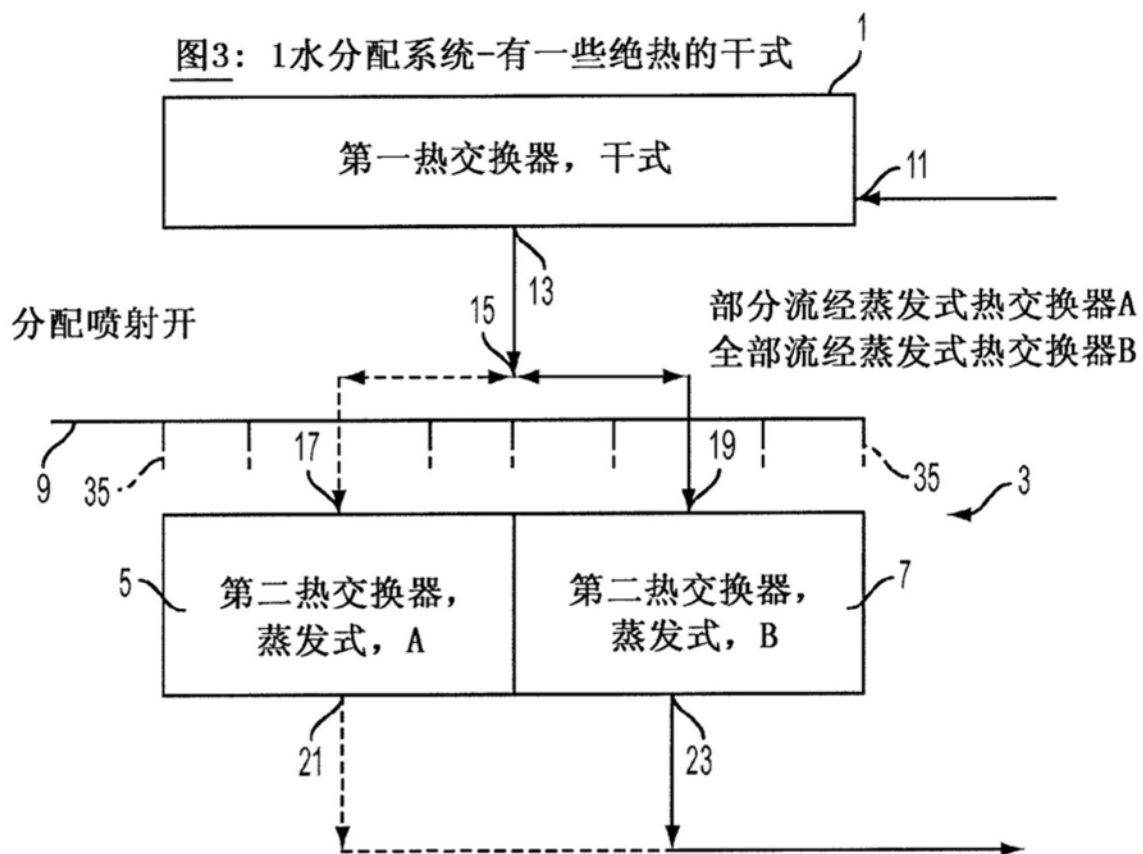 图3: 1水分配系统-有一些绝热的干式
1
第一热交换器，干式
11
13
分配喷射开
15
部分流经蒸发式热交换器A
全部流经蒸发式热交换器B
9
35
17
19
35
3
5
第二热交换器，
蒸发式，A
第二热交换器，
蒸发式，B
7
21
23